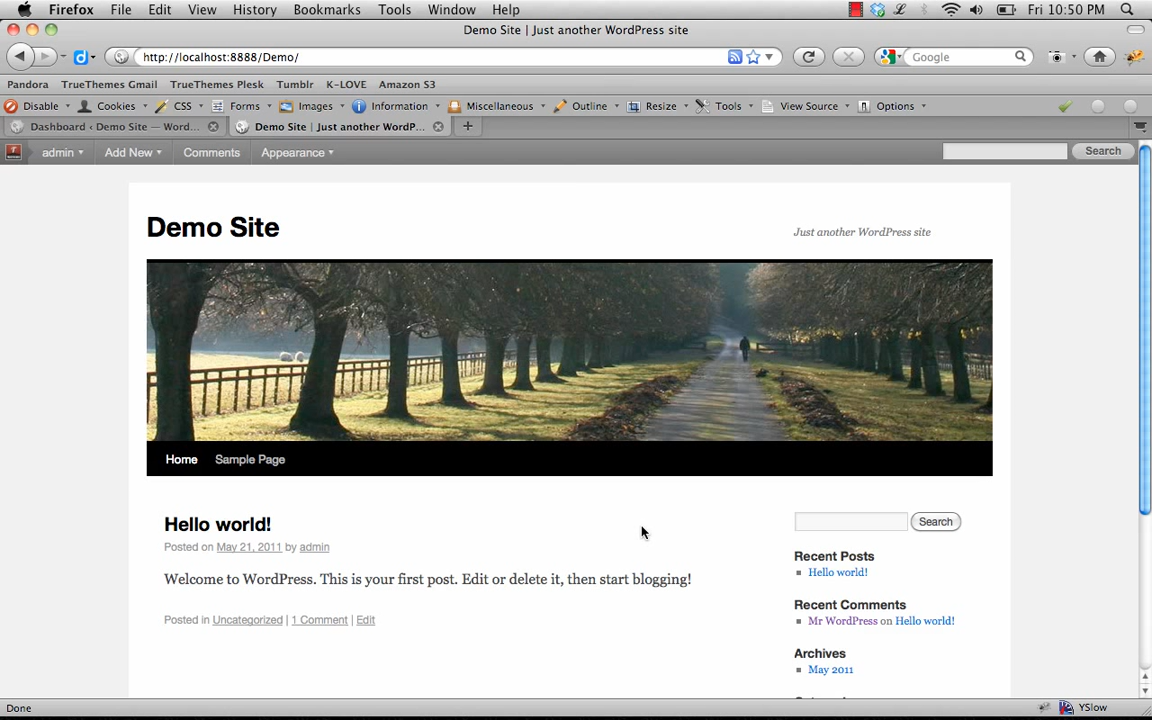 Firefox File Edit View History Bookmarks Tools Window Help Fri 10:50 PM
Demo Site | Just another WordPress site
http://localhost:8888/Demo/ Google
Pandora TrueThemes Gmail TrueThemes Plesk Tumblr K-LOVE Amazon S3
Disable Cookies CSS Forms Images Information Miscellaneous Outline Resize Tools View Source Options
Dashboard ‹ Demo Site — Word... Demo Site | Just another WordP...
admin Add New Comments Appearance Search
Demo Site
Just another WordPress site
Home Sample Page
Hello world!
Posted on May 21, 2011 by admin
Welcome to WordPress. This is your first post. Edit or delete it, then start blogging!
Posted in Uncategorized | 1 Comment | Edit
Search
Recent Posts
Hello world!
Recent Comments
Mr WordPress on Hello world!
Archives
May 2011
Done YSlow